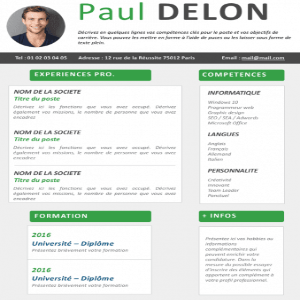 Paul DELON
Décrivez en quelques lignes vos compétences clés pour le poste et vos objectifs de
carrière. Vous pouvez les mettre en forme à l'aide de puces ou les laisser sous forme de
texte plein.
Tel : 01 02 03 04 05 Adresse : 12 rue de la Réussite 75012 Paris Email : mail@mail.com
EXPERIENCES PRO.
NOM DE LA SOCIETE
Titre du poste
Décrivez ici les fonctions que vous avez occupé. Décrivez
également vos missions, le nombre de personnes que vous avez
encadrez
NOM DE LA SOCIETE
Titre du poste
Décrivez ici les fonctions que vous avez occupé. Décrivez
également vos missions, le nombre de personnes que vous avez
encadrez
NOM DE LA SOCIETE
Titre du poste
Décrivez ici les fonctions que vous avez occupé. Décrivez
également vos missions, le nombre de personnes que vous avez
encadrez
FORMATION
2016
Université – Diplôme
Présentez brièvement votre formation
2016
Université – Diplôme
Présentez brièvement votre formation
COMPETENCES
INFORMATIQUE
Windows 10
Programmeur web
Graphic design
SEO / SEA / Adwords
Microsoft Office
LANGUES
Anglais
Français
Allemand
Italien
PERSONNALITE
Créativité
Innovant
Team Leader
Ponctuel
+ INFOS
Présentez ici vos hobbies ou
informations
complémentaires qui
peuvent enrichir votre
candidature. Dans la
mesure du possible essayer
d'inscrire des éléments qui
apportent un complément à
votre profil professionnel.